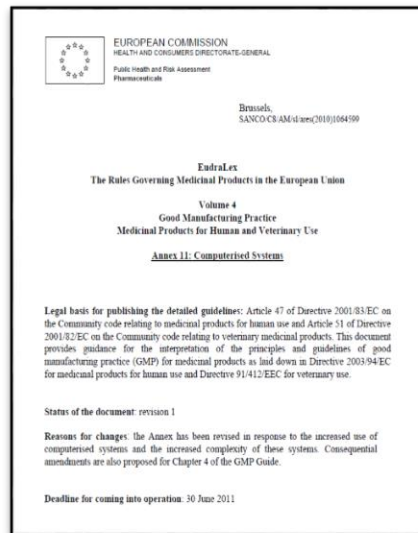 EUROPEAN COMMISSION
HEALTH AND CONSUMERS DIRECTORATE-GENERAL
Public Health and Risk Assessment
Pharmaceuticals
Brussels,
SANCO/C8/AM/sl/ares(2010)1064599
EudraLex
The Rules Governing Medicinal Products in the European Union
Volume 4
Good Manufacturing Practice
Medicinal Products for Human and Veterinary Use
Annex 11: Computerised Systems
Legal basis for publishing the detailed guidelines: Article 47 of Directive 2001/83/EC on
the Community code relating to medicinal products for human use and Article 51 of Directive
2001/82/EC on the Community code relating to veterinary medicinal products. This document
provides guidance for the interpretation of the principles and guidelines of good
manufacturing practice (GMP) for medicinal products as laid down in Directive 2003/94/EC
for medicinal products for human use and Directive 91/412/EEC for veterinary use.
Status of the document: revision 1
Reasons for changes: the Annex has been revised in response to the increased use of
computerised systems and the increased complexity of these systems. Consequential
amendments are also proposed for Chapter 4 of the GMP Guide.
Deadline for coming into operation: 30 June 2011